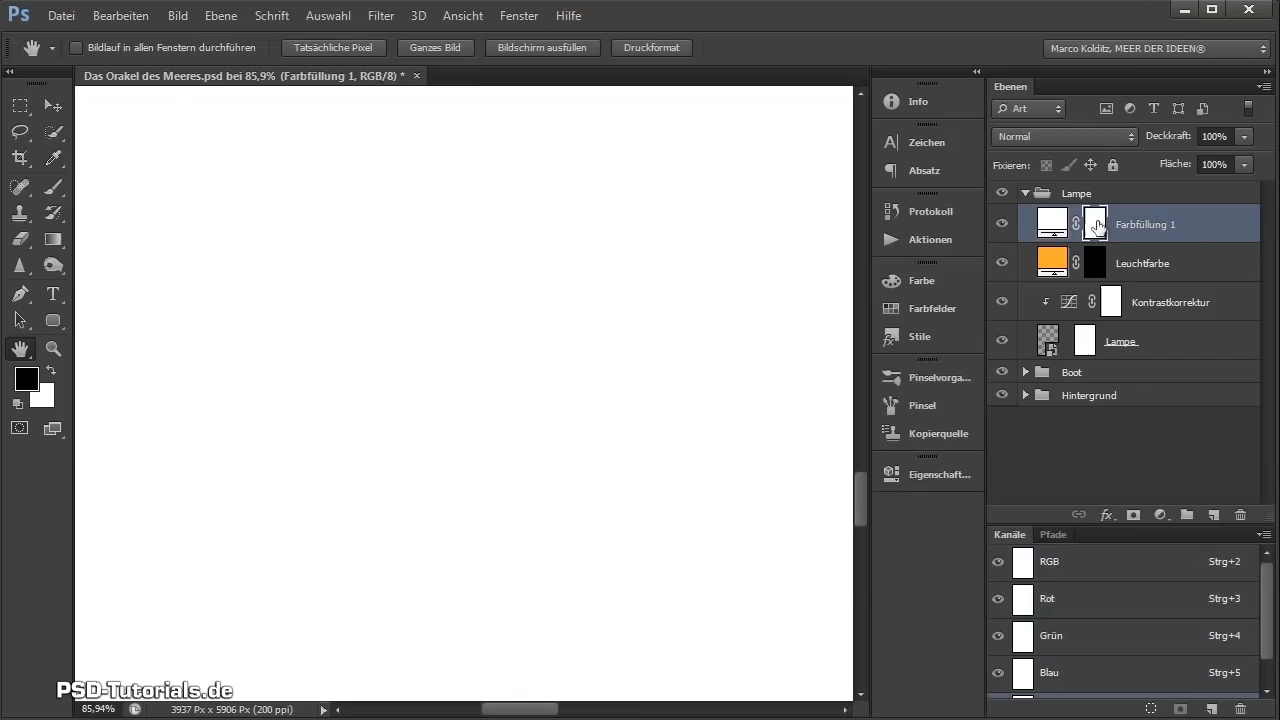 Ps Datei Bearbeiten Bild Ebene Schrift Auswahl Filter 3D Ansicht Fenster Hilfe
Bildlauf in allen Fenstern durchführen Tatsächliche Pixel Ganzes Bild Bildschirm ausfüllen Druckformat Marco Kolditz, MEER DER IDEEN®
Das Orakel des Meeres.psd bei 85,9% (Farbfüllung 1, RGB/8) *
Info
Zeichen
Absatz
Protokoll
Aktionen
Farbe
Farbfelder
Stile
Pinselvorga...
Pinsel
Kopierquelle
Eigenschaft...
Ebenen
Art
Normal Deckkraft: 100%
Fixieren: Fläche: 100%
Lampe
Farbfüllung 1
Leuchtfarbe
Kontrastkorrektur
Lampe
Boot
Hintergrund
fx
Kanäle Pfade
RGB Strg+2
Rot Strg+3
Grün Strg+4
Blau Strg+5
PSD-Tutorials.de
85,94% 3937 Px x 5906 Px (200 ppi)